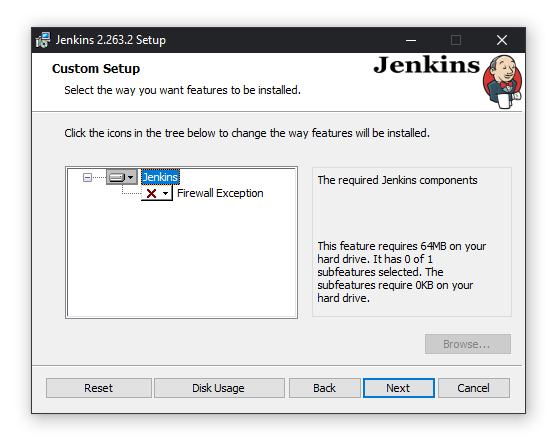 Jenkins 2.263.2 Setup
Custom Setup
Jenkins
Select the way you want features to be installed.
Click the icons in the tree below to change the way features will be installed.
Jenkins
Firewall Exception
The required Jenkins components
This feature requires 64MB on your
hard drive. It has 0 of 1
subfeatures selected. The
subfeatures require 0KB on your
hard drive.
Browse...
Reset
Disk Usage
Back
Next
Cancel